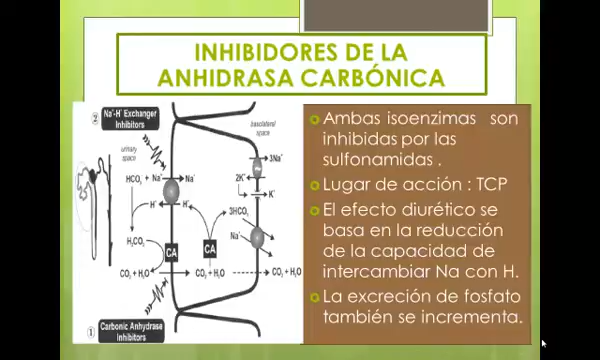 INHIBIDORES DE LA
ANHIDRASA CARBÓNICA
② Na⁺-H⁺ Exchanger
Inhibitors
urinary
space
basolateral
space
3Na⁺
2K⁺
K⁺
HCO₃⁻ + Na⁺
Na⁺
H⁺
H⁺
3HCO₃⁻
Na⁺
H₂CO₃
CA
CA
CO₂ + H₂O
CO₂ + H₂O
CO₂ + H₂O
① Carbonic Anhydrase
Inhibitors
Ambas isoenzimas son
inhibidas por las
sulfonamidas .
Lugar de acción : TCP
El efecto diurético se
basa en la reducción
de la capacidad de
intercambiar Na con H.
La excreción de fosfato
también se incrementa.